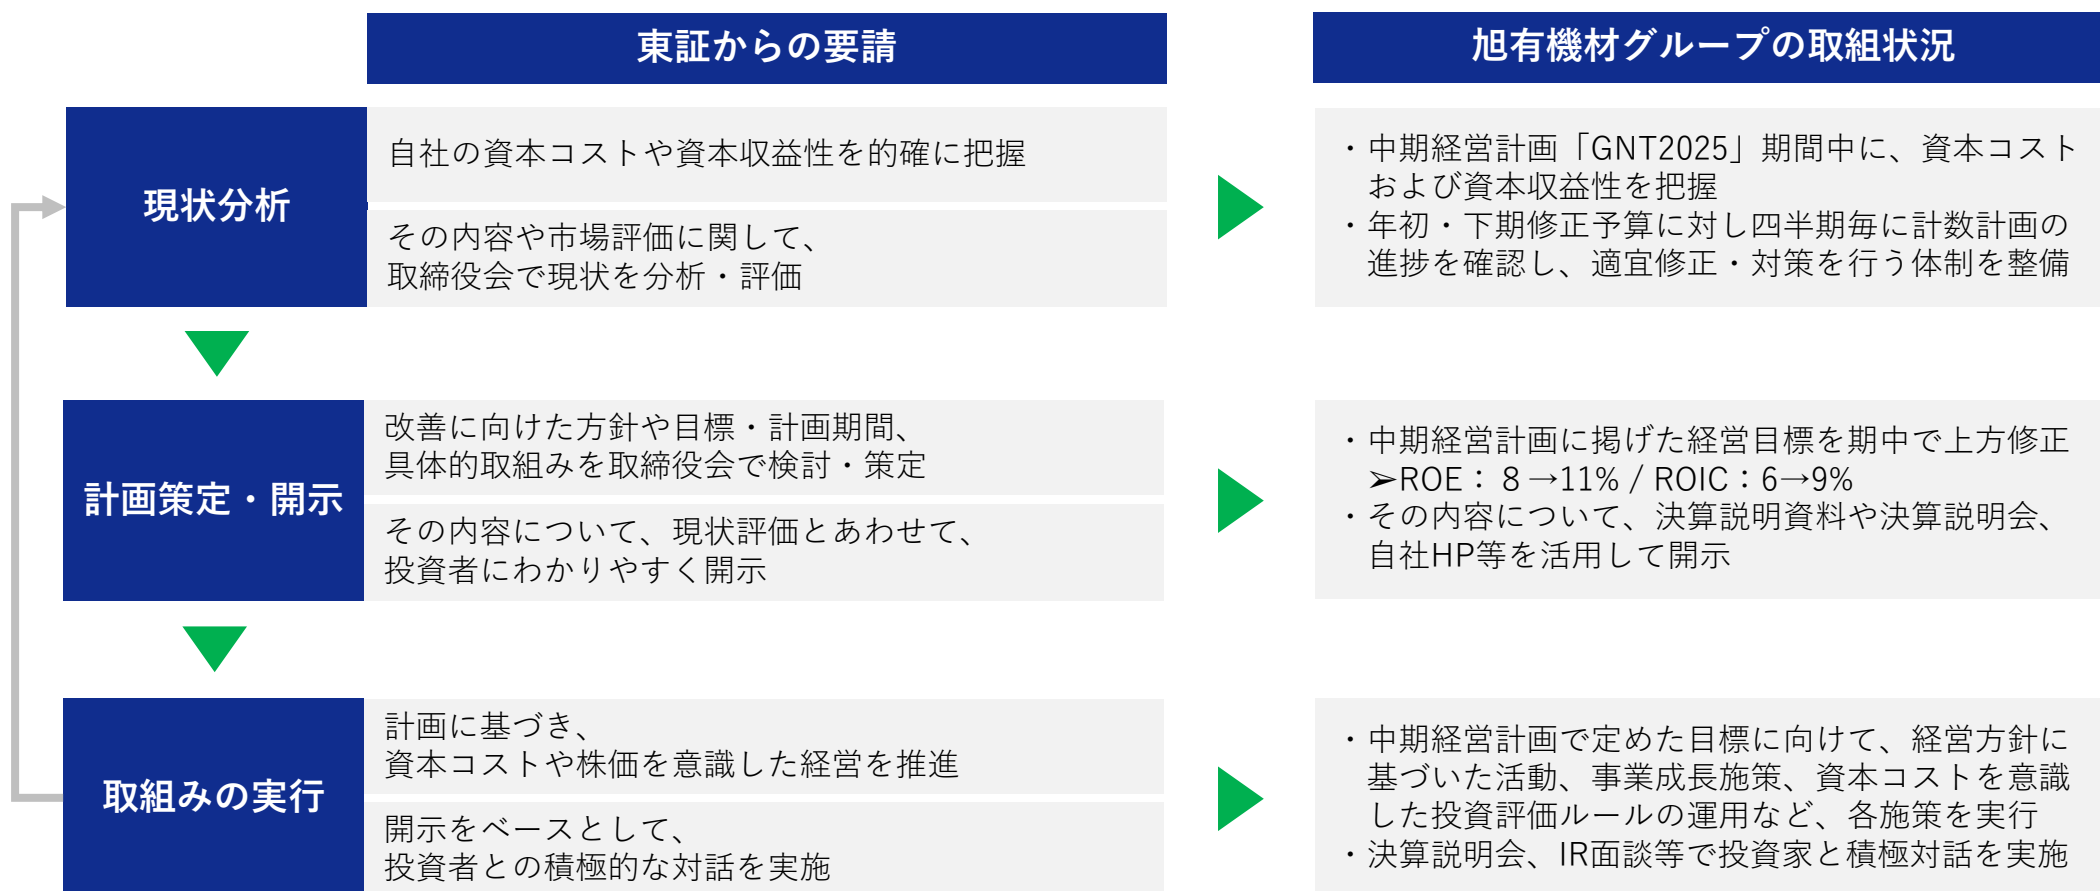 東証からの要請
旭有機材グループの取組状況
現状分析
自社の資本コストや資本収益性を的確に把握
その内容や市場評価に関して、
取締役会で現状を分析・評価
・中期経営計画「GNT2025」期間中に、資本コスト
および資本収益性を把握
・年初・下期修正予算に対し四半期毎に計数計画の
進捗を確認し、適宜修正・対策を行う体制を整備
計画策定・開示
改善に向けた方針や目標・計画期間、
具体的取組みを取締役会で検討・策定
その内容について、現状評価とあわせて、
投資者にわかりやすく開示
・中期経営計画に掲げた経営目標を期中で上方修正
➢ROE：８→11% / ROIC：6→9%
・その内容について、決算説明資料や決算説明会、
自社HP等を活用して開示
取組みの実行
計画に基づき、
資本コストや株価を意識した経営を推進
開示をベースとして、
投資者との積極的な対話を実施
・中期経営計画で定めた目標に向けて、経営方針に
基づいた活動、事業成長施策、資本コストを意識
した投資評価ルールの運用など、各施策を実行
・決算説明会、IR面談等で投資家と積極対話を実施